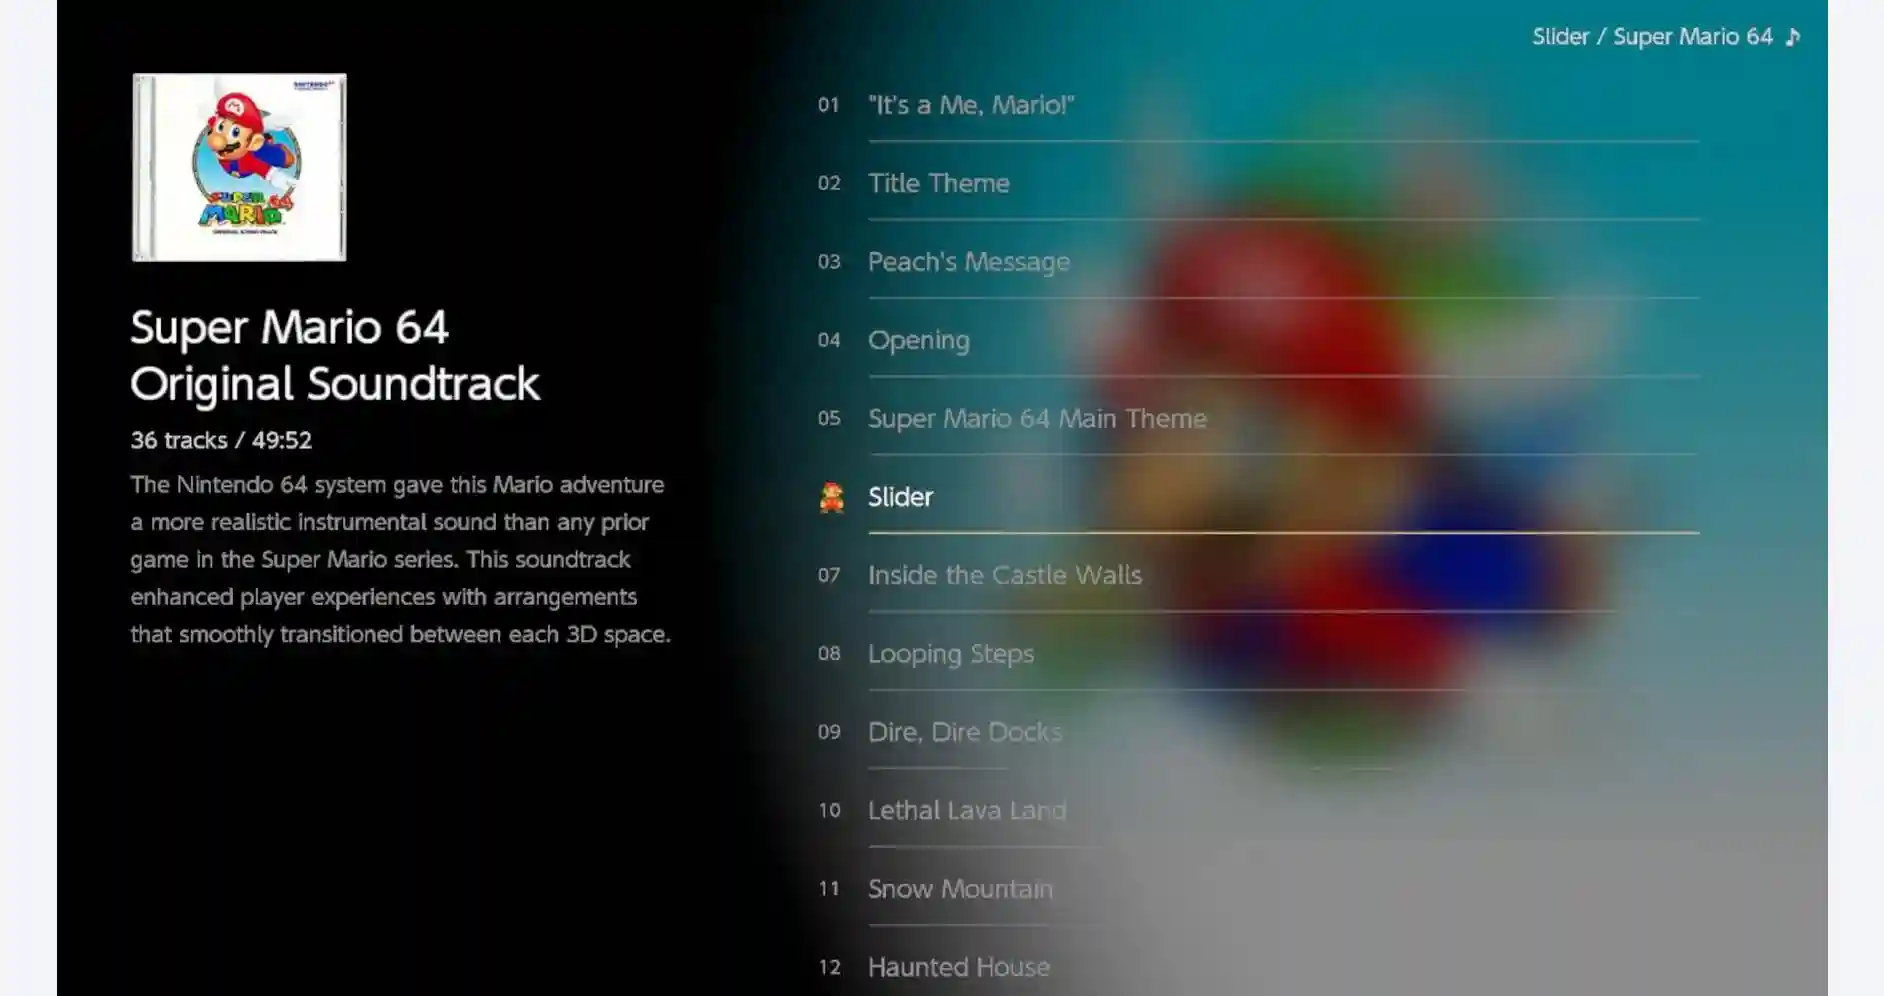 Slider / Super Mario 64 ♪
SUPER
MARIO 64
ORIGINAL SOUNDTRACK
Super Mario 64
Original Soundtrack
36 tracks / 49:52
The Nintendo 64 system gave this Mario adventure
a more realistic instrumental sound than any prior
game in the Super Mario series. This soundtrack
enhanced player experiences with arrangements
that smoothly transitioned between each 3D space.
01 "It's a Me, Mario!"
02 Title Theme
03 Peach's Message
04 Opening
05 Super Mario 64 Main Theme
Slider
07 Inside the Castle Walls
08 Looping Steps
09 Dire, Dire Docks
10 Lethal Lava Land
11 Snow Mountain
12 Haunted House